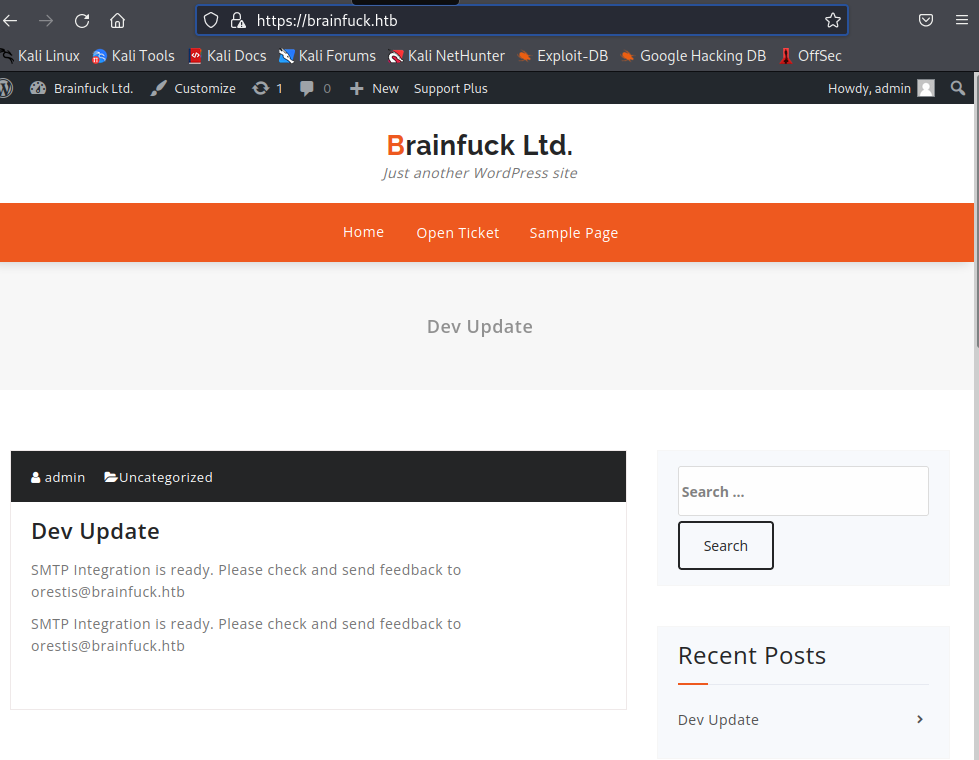 https://brainfuck.htb
Kali Linux Kali Tools Kali Docs Kali Forums Kali NetHunter Exploit-DB Google Hacking DB OffSec
Brainfuck Ltd. Customize 1 0 New Support Plus Howdy, admin
Brainfuck Ltd.
Just another WordPress site
Home Open Ticket Sample Page
Dev Update
admin Uncategorized
Dev Update
SMTP Integration is ready. Please check and send feedback to
orestis@brainfuck.htb
SMTP Integration is ready. Please check and send feedback to
orestis@brainfuck.htb
Search ...
Search
Recent Posts
Dev Update